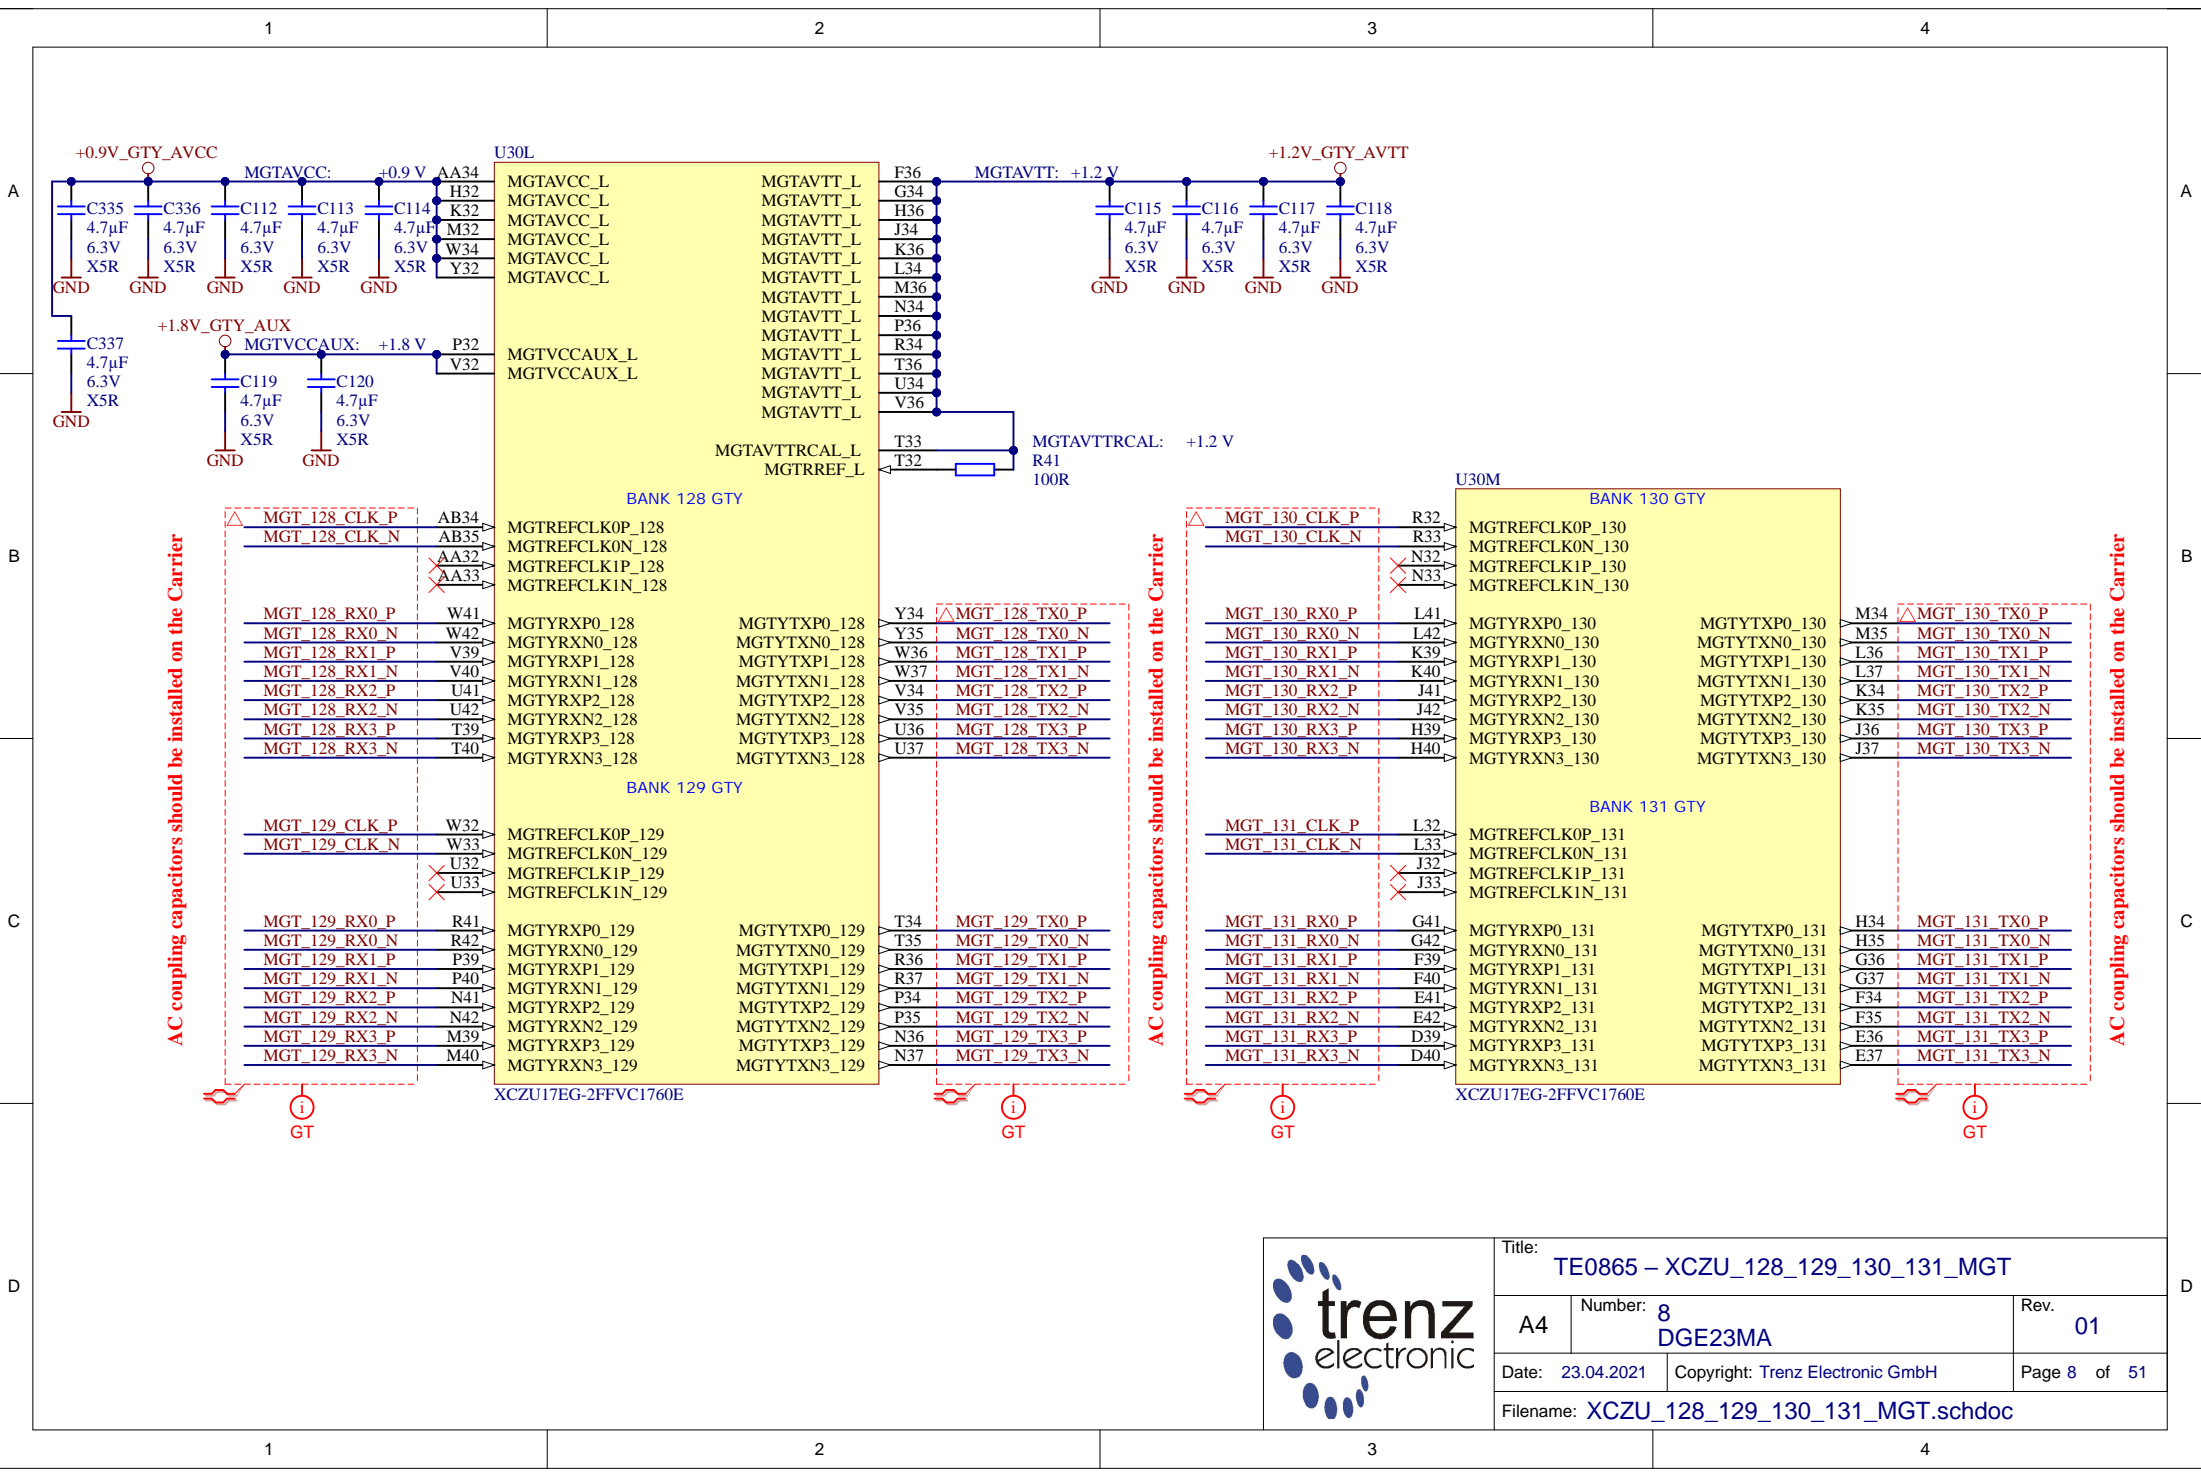 1 2 3 4
A A
B B
C C
D D
1 2 3 4
+0.9V_GTY_AVCC
MGTAVCC: +0.9 V
C335 4.7µF 6.3V X5R GND
C336 4.7µF 6.3V X5R GND
C112 4.7µF 6.3V X5R GND
C113 4.7µF 6.3V X5R GND
C114 4.7µF 6.3V X5R GND
C337 4.7µF 6.3V X5R GND
+1.8V_GTY_AUX
MGTVCCAUX: +1.8 V
C119 4.7µF 6.3V X5R GND
C120 4.7µF 6.3V X5R GND
U30L
AA34 MGTAVCC_L
H32 MGTAVCC_L
K32 MGTAVCC_L
M32 MGTAVCC_L
W34 MGTAVCC_L
Y32 MGTAVCC_L
P32 MGTVCCAUX_L
V32 MGTVCCAUX_L
MGTAVTT_L F36
MGTAVTT_L G34
MGTAVTT_L H36
MGTAVTT_L J34
MGTAVTT_L K36
MGTAVTT_L L34
MGTAVTT_L M36
MGTAVTT_L N34
MGTAVTT_L P36
MGTAVTT_L R34
MGTAVTT_L T36
MGTAVTT_L U34
MGTAVTT_L V36
MGTAVTTRCAL_L T33
MGTRREF_L T32
MGTAVTT: +1.2 V
+1.2V_GTY_AVTT
C115 4.7µF 6.3V X5R GND
C116 4.7µF 6.3V X5R GND
C117 4.7µF 6.3V X5R GND
C118 4.7µF 6.3V X5R GND
MGTAVTTRCAL: +1.2 V
R41
100R
AC coupling capacitors should be installed on the Carrier
BANK 128 GTY
MGT_128_CLK_P AB34 MGTREFCLK0P_128
MGT_128_CLK_N AB35 MGTREFCLK0N_128
AA32 MGTREFCLK1P_128
AA33 MGTREFCLK1N_128
MGT_128_RX0_P W41 MGTYRXP0_128 MGTYTXP0_128 Y34 MGT_128_TX0_P
MGT_128_RX0_N W42 MGTYRXN0_128 MGTYTXN0_128 Y35 MGT_128_TX0_N
MGT_128_RX1_P V39 MGTYRXP1_128 MGTYTXP1_128 W36 MGT_128_TX1_P
MGT_128_RX1_N V40 MGTYRXN1_128 MGTYTXN1_128 W37 MGT_128_TX1_N
MGT_128_RX2_P U41 MGTYRXP2_128 MGTYTXP2_128 V34 MGT_128_TX2_P
MGT_128_RX2_N U42 MGTYRXN2_128 MGTYTXN2_128 V35 MGT_128_TX2_N
MGT_128_RX3_P T39 MGTYRXP3_128 MGTYTXP3_128 U36 MGT_128_TX3_P
MGT_128_RX3_N T40 MGTYRXN3_128 MGTYTXN3_128 U37 MGT_128_TX3_N
BANK 129 GTY
MGT_129_CLK_P W32 MGTREFCLK0P_129
MGT_129_CLK_N W33 MGTREFCLK0N_129
U32 MGTREFCLK1P_129
U33 MGTREFCLK1N_129
MGT_129_RX0_P R41 MGTYRXP0_129 MGTYTXP0_129 T34 MGT_129_TX0_P
MGT_129_RX0_N R42 MGTYRXN0_129 MGTYTXN0_129 T35 MGT_129_TX0_N
MGT_129_RX1_P P39 MGTYRXP1_129 MGTYTXP1_129 R36 MGT_129_TX1_P
MGT_129_RX1_N P40 MGTYRXN1_129 MGTYTXN1_129 R37 MGT_129_TX1_N
MGT_129_RX2_P N41 MGTYRXP2_129 MGTYTXP2_129 P34 MGT_129_TX2_P
MGT_129_RX2_N N42 MGTYRXN2_129 MGTYTXN2_129 P35 MGT_129_TX2_N
MGT_129_RX3_P M39 MGTYRXP3_129 MGTYTXP3_129 N36 MGT_129_TX3_P
MGT_129_RX3_N M40 MGTYRXN3_129 MGTYTXN3_129 N37 MGT_129_TX3_N
XCZU17EG-2FFVC1760E
i GT
i GT
AC coupling capacitors should be installed on the Carrier
U30M
BANK 130 GTY
MGT_130_CLK_P R32 MGTREFCLK0P_130
MGT_130_CLK_N R33 MGTREFCLK0N_130
N32 MGTREFCLK1P_130
N33 MGTREFCLK1N_130
MGT_130_RX0_P L41 MGTYRXP0_130 MGTYTXP0_130 M34 MGT_130_TX0_P
MGT_130_RX0_N L42 MGTYRXN0_130 MGTYTXN0_130 M35 MGT_130_TX0_N
MGT_130_RX1_P K39 MGTYRXP1_130 MGTYTXP1_130 L36 MGT_130_TX1_P
MGT_130_RX1_N K40 MGTYRXN1_130 MGTYTXN1_130 L37 MGT_130_TX1_N
MGT_130_RX2_P J41 MGTYRXP2_130 MGTYTXP2_130 K34 MGT_130_TX2_P
MGT_130_RX2_N J42 MGTYRXN2_130 MGTYTXN2_130 K35 MGT_130_TX2_N
MGT_130_RX3_P H39 MGTYRXP3_130 MGTYTXP3_130 J36 MGT_130_TX3_P
MGT_130_RX3_N H40 MGTYRXN3_130 MGTYTXN3_130 J37 MGT_130_TX3_N
BANK 131 GTY
MGT_131_CLK_P L32 MGTREFCLK0P_131
MGT_131_CLK_N L33 MGTREFCLK0N_131
J32 MGTREFCLK1P_131
J33 MGTREFCLK1N_131
MGT_131_RX0_P G41 MGTYRXP0_131 MGTYTXP0_131 H34 MGT_131_TX0_P
MGT_131_RX0_N G42 MGTYRXN0_131 MGTYTXN0_131 H35 MGT_131_TX0_N
MGT_131_RX1_P F39 MGTYRXP1_131 MGTYTXP1_131 G36 MGT_131_TX1_P
MGT_131_RX1_N F40 MGTYRXN1_131 MGTYTXN1_131 G37 MGT_131_TX1_N
MGT_131_RX2_P E41 MGTYRXP2_131 MGTYTXP2_131 F34 MGT_131_TX2_P
MGT_131_RX2_N E42 MGTYRXN2_131 MGTYTXN2_131 F35 MGT_131_TX2_N
MGT_131_RX3_P D39 MGTYRXP3_131 MGTYTXP3_131 E36 MGT_131_TX3_P
MGT_131_RX3_N D40 MGTYRXN3_131 MGTYTXN3_131 E37 MGT_131_TX3_N
XCZU17EG-2FFVC1760E
i GT
i GT
AC coupling capacitors should be installed on the Carrier
trenz
electronic
Title:
TE0865 – XCZU_128_129_130_131_MGT
A4 Number: 8
DGE23MA
Rev. 01
Date: 23.04.2021 Copyright: Trenz Electronic GmbH Page 8 of 51
Filename: XCZU_128_129_130_131_MGT.schdoc